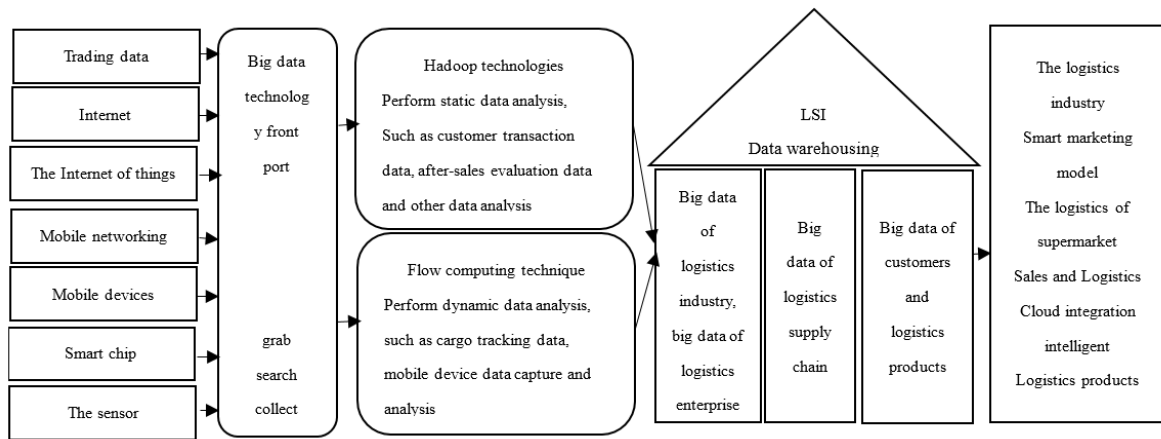 Trading data
Internet
The Internet of things
Mobile networking
Mobile devices
Smart chip
The sensor
Big data
technolog
y front
port
grab
search
collect
Hadoop technologies
Perform static data analysis,
Such as customer transaction
data, after-sales evaluation data
and other data analysis
Flow computing technique
Perform dynamic data analysis,
such as cargo tracking data,
mobile device data capture and
analysis
LSI
Data warehousing
Big data
of
logistics
industry,
big data of
logistics
enterprise
Big
data of
logistics
supply
chain
Big data of
customers
and
logistics
products
The logistics
industry
Smart marketing
model
The logistics of
supermarket
Sales and Logistics
Cloud integration
intelligent
Logistics products